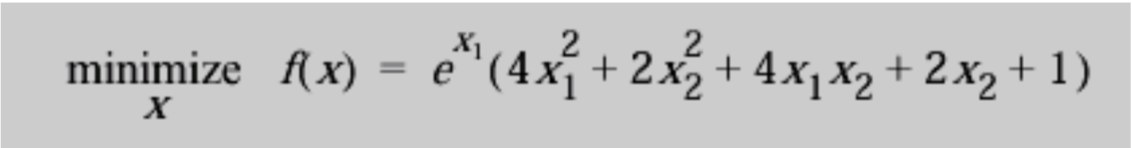 minimize f(x) = e^{x_1}(4x_1^2 + 2x_2^2 + 4x_1x_2 + 2x_2 + 1)
x